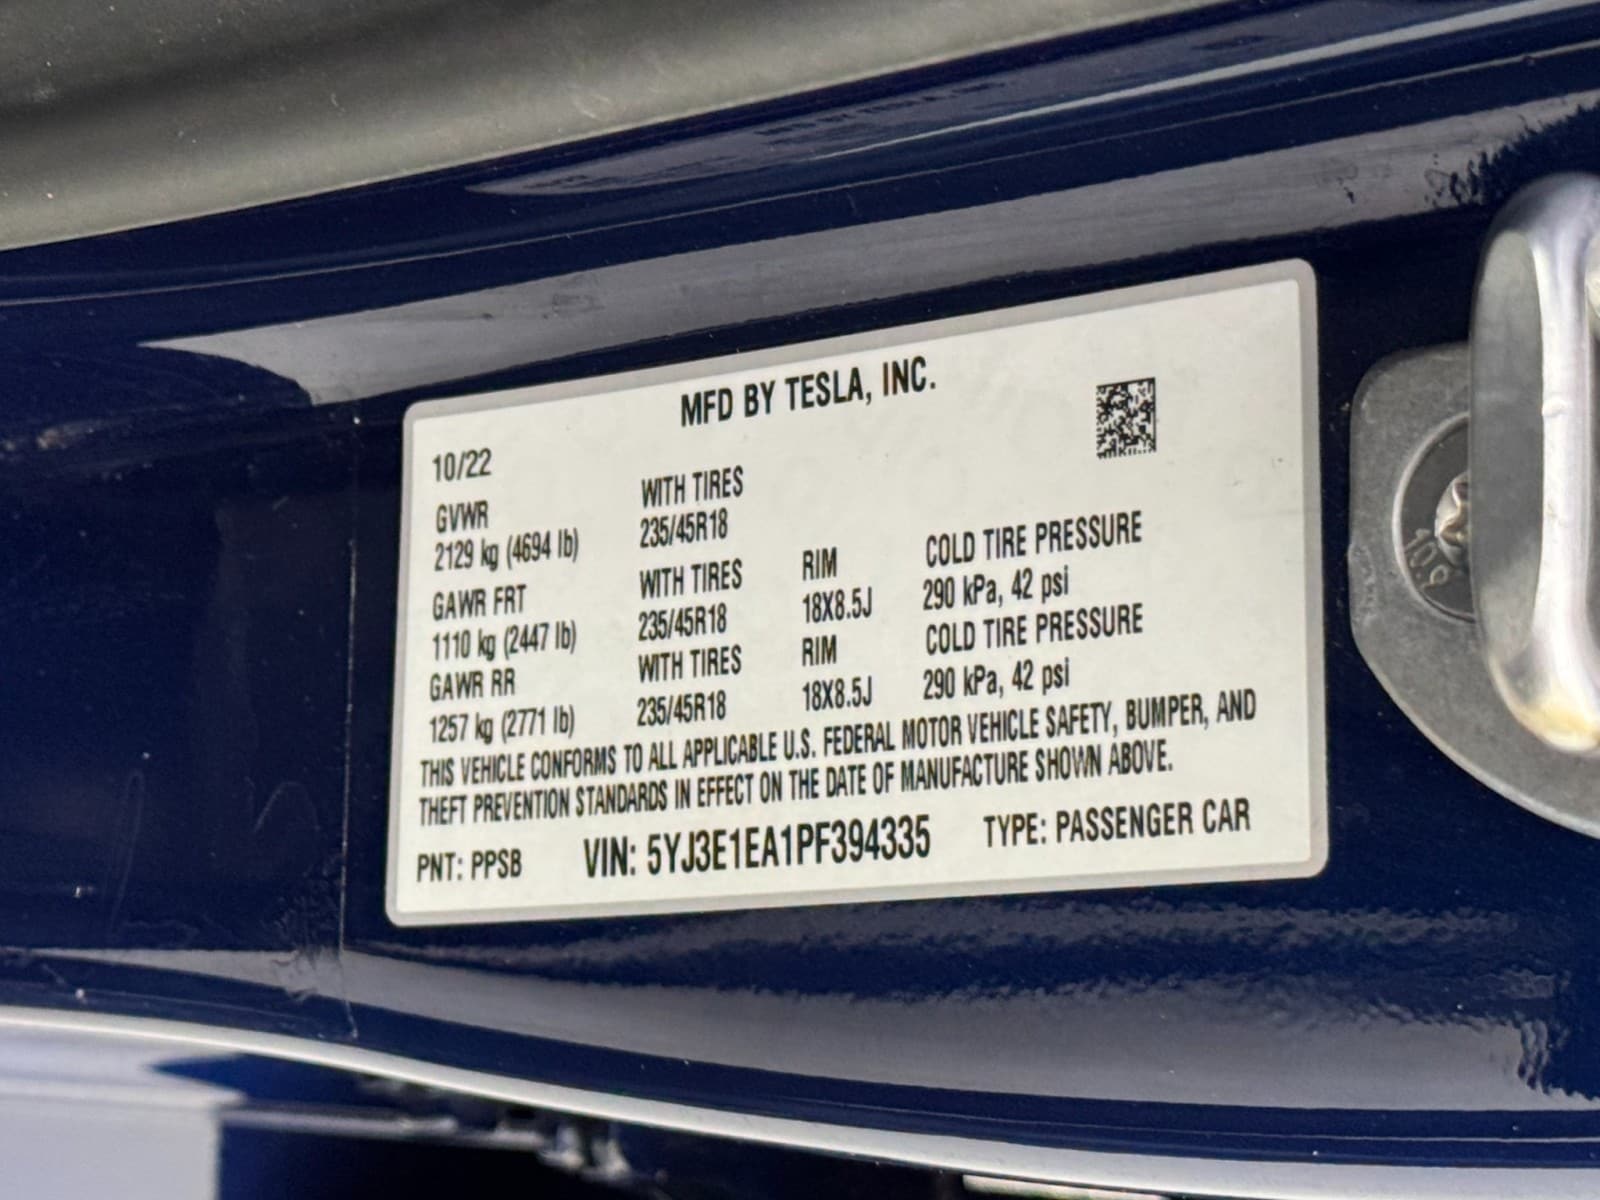 MFD BY TESLA, INC.
10/22
GVWR WITH TIRES
2129 kg (4694 lb) 235/45R18
GAWR FRT WITH TIRES RIM COLD TIRE PRESSURE
1110 kg (2447 lb) 235/45R18 18X8.5J 290 kPa, 42 psi
GAWR RR WITH TIRES RIM COLD TIRE PRESSURE
1257 kg (2771 lb) 235/45R18 18X8.5J 290 kPa, 42 psi
THIS VEHICLE CONFORMS TO ALL APPLICABLE U.S. FEDERAL MOTOR VEHICLE SAFETY, BUMPER, AND
THEFT PREVENTION STANDARDS IN EFFECT ON THE DATE OF MANUFACTURE SHOWN ABOVE.
PNT: PPSB VIN: 5YJ3E1EA1PF394335 TYPE: PASSENGER CAR
10.9